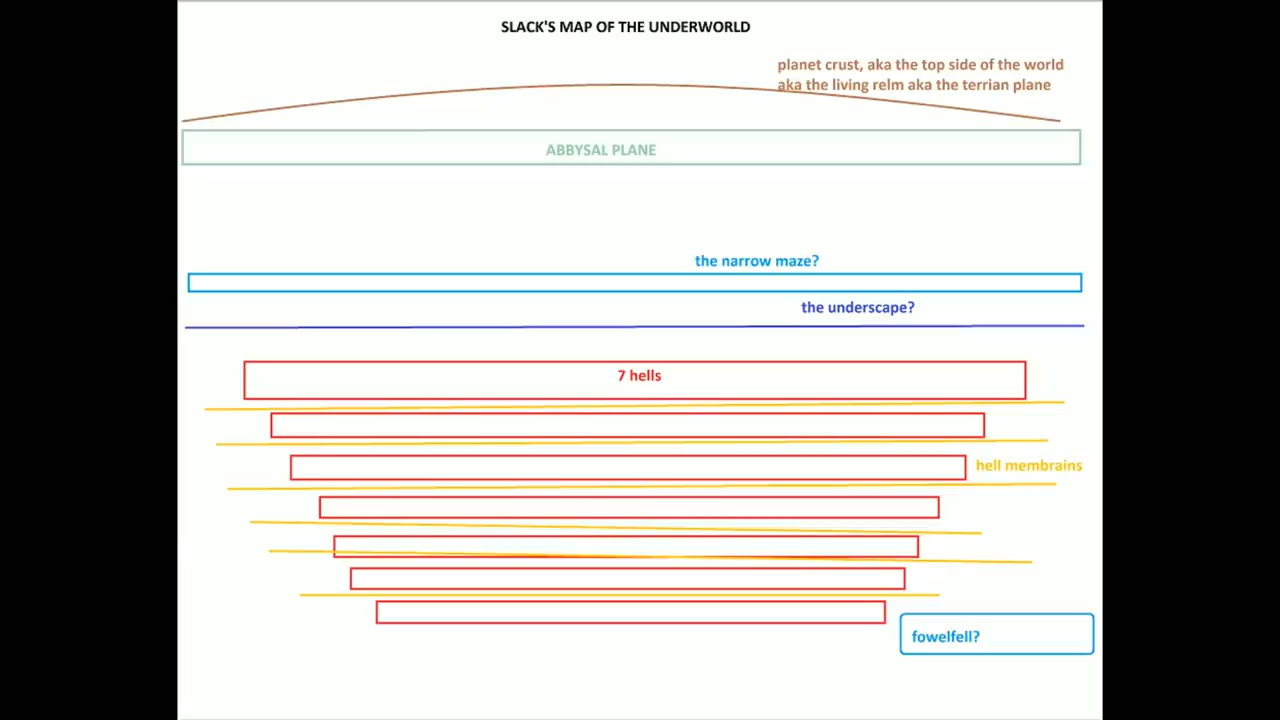 SLACK'S MAP OF THE UNDERWORLD
planet crust, aka the top side of the world
aka the living relm aka the terrian plane
ABBYSAL PLANE
the narrow maze?
the underscape?
7 hells
hell membrains
fowelfell?